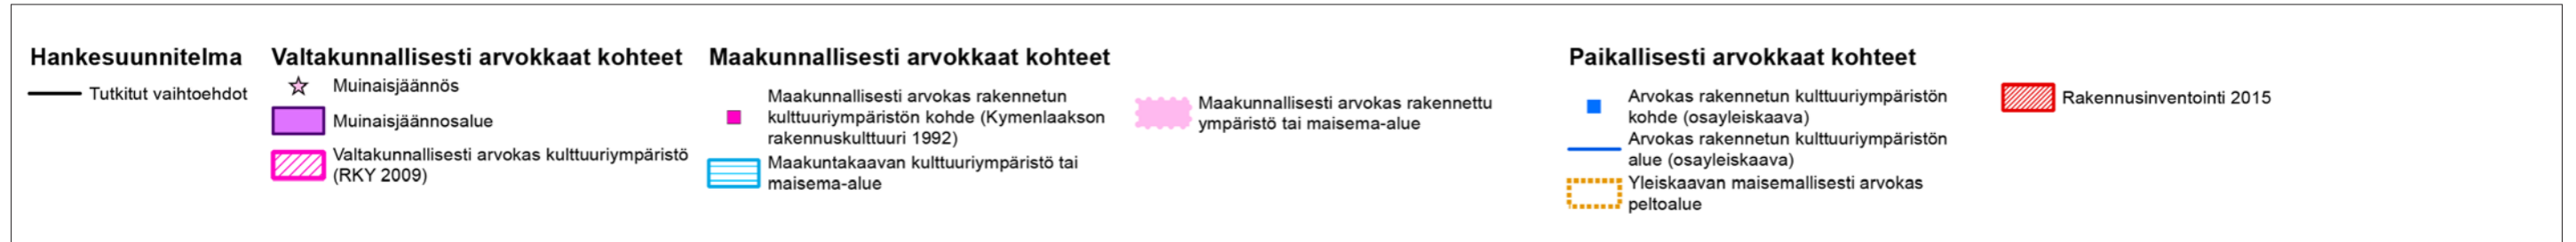 Hankesuunnitelma
Tutkitut vaihtoehdot
Valtakunnallisesti arvokkaat kohteet
Muinaisjäännös
Muinaisjäännosalue
Valtakunnallisesti arvokas kulttuuriympäristö
(RKY 2009)
Maakunnallisesti arvokkaat kohteet
Maakunnallisesti arvokas rakennetun
kulttuuriympäristön kohde (Kymenlaakson
rakennuskulttuuri 1992)
Maakuntakaavan kulttuuriympäristö tai
maisema-alue
Maakunnallisesti arvokas rakennettu
ympäristö tai maisema-alue
Paikallisesti arvokkaat kohteet
Arvokas rakennetun kulttuuriympäristön
kohde (osayleiskaava)
Arvokas rakennetun kulttuuriympäristön
alue (osayleiskaava)
Yleiskaavan maisemallisesti arvokas
peltoalue
Rakennusinventointi 2015